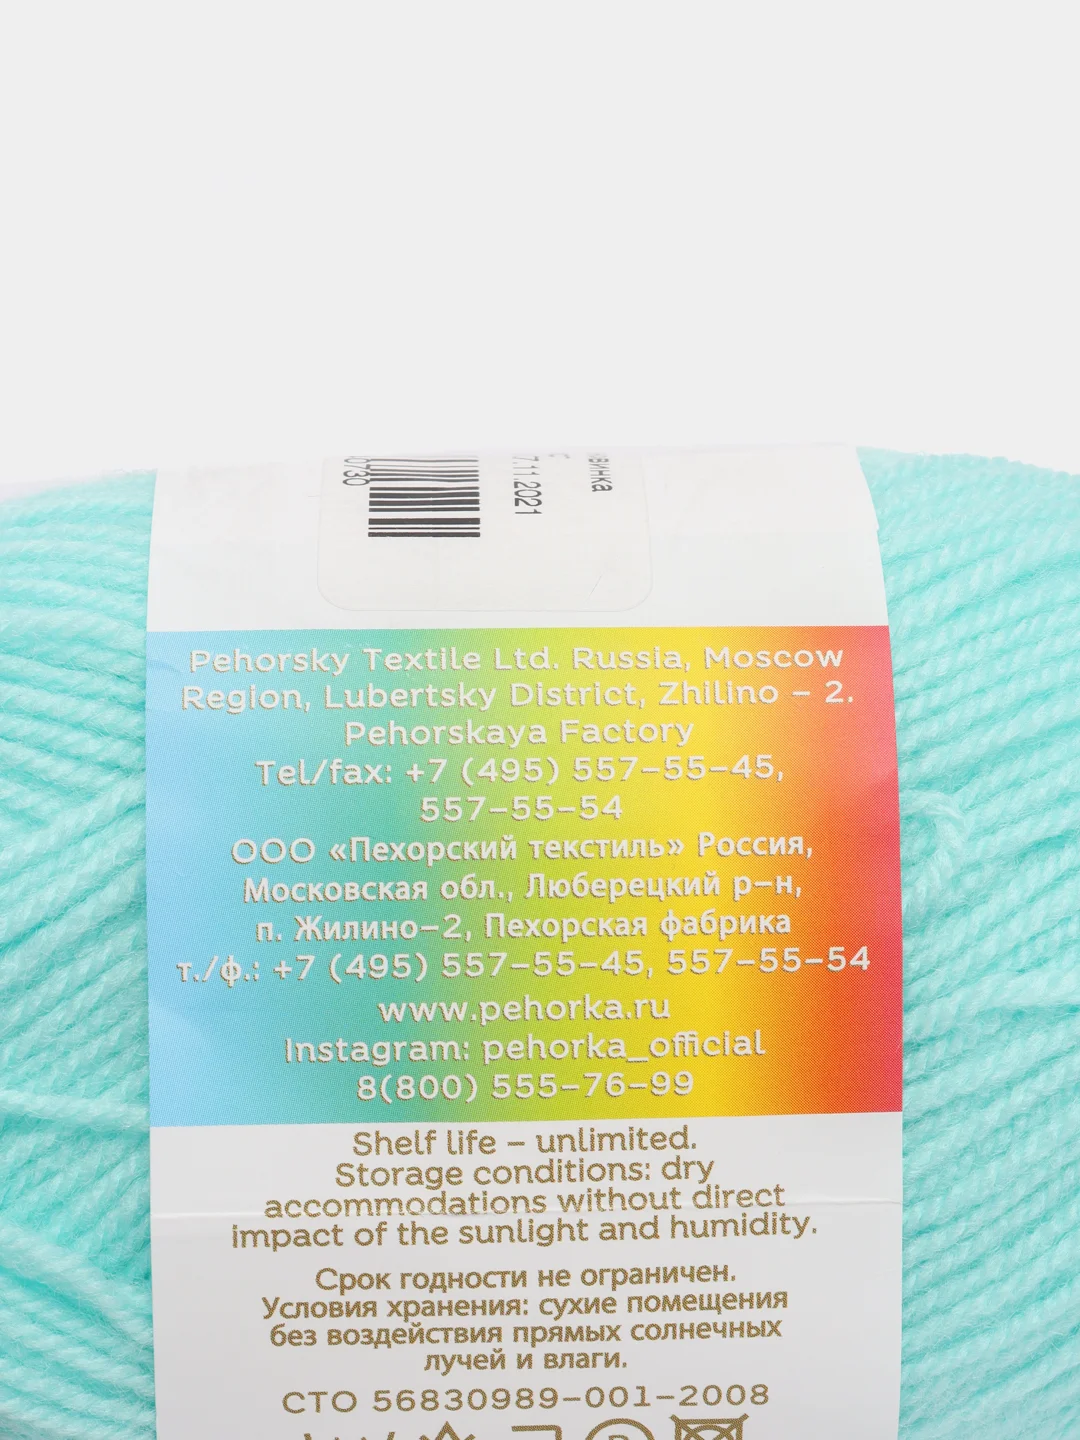 0730
7.11.2021
Pehorsky Textile Ltd. Russia, Moscow
Region, Lubertsky District, Zhilino – 2.
Pehorskaya Factory
Tel/fax: +7 (495) 557–55–45,
557–55–54
ООО «Пехорский текстиль» Россия,
Московская обл., Люберецкий р–н,
п. Жилино–2, Пехорская фабрика
т./ф.: +7 (495) 557–55–45, 557–55–54
www.pehorka.ru
Instagram: pehorka_official
8(800) 555–76–99
Shelf life – unlimited.
Storage conditions: dry
accommodations without direct
impact of the sunlight and humidity.
Срок годности не ограничен.
Условия хранения: сухие помещения
без воздействия прямых солнечных
лучей и влаги.
СТО 56830989–001–2008